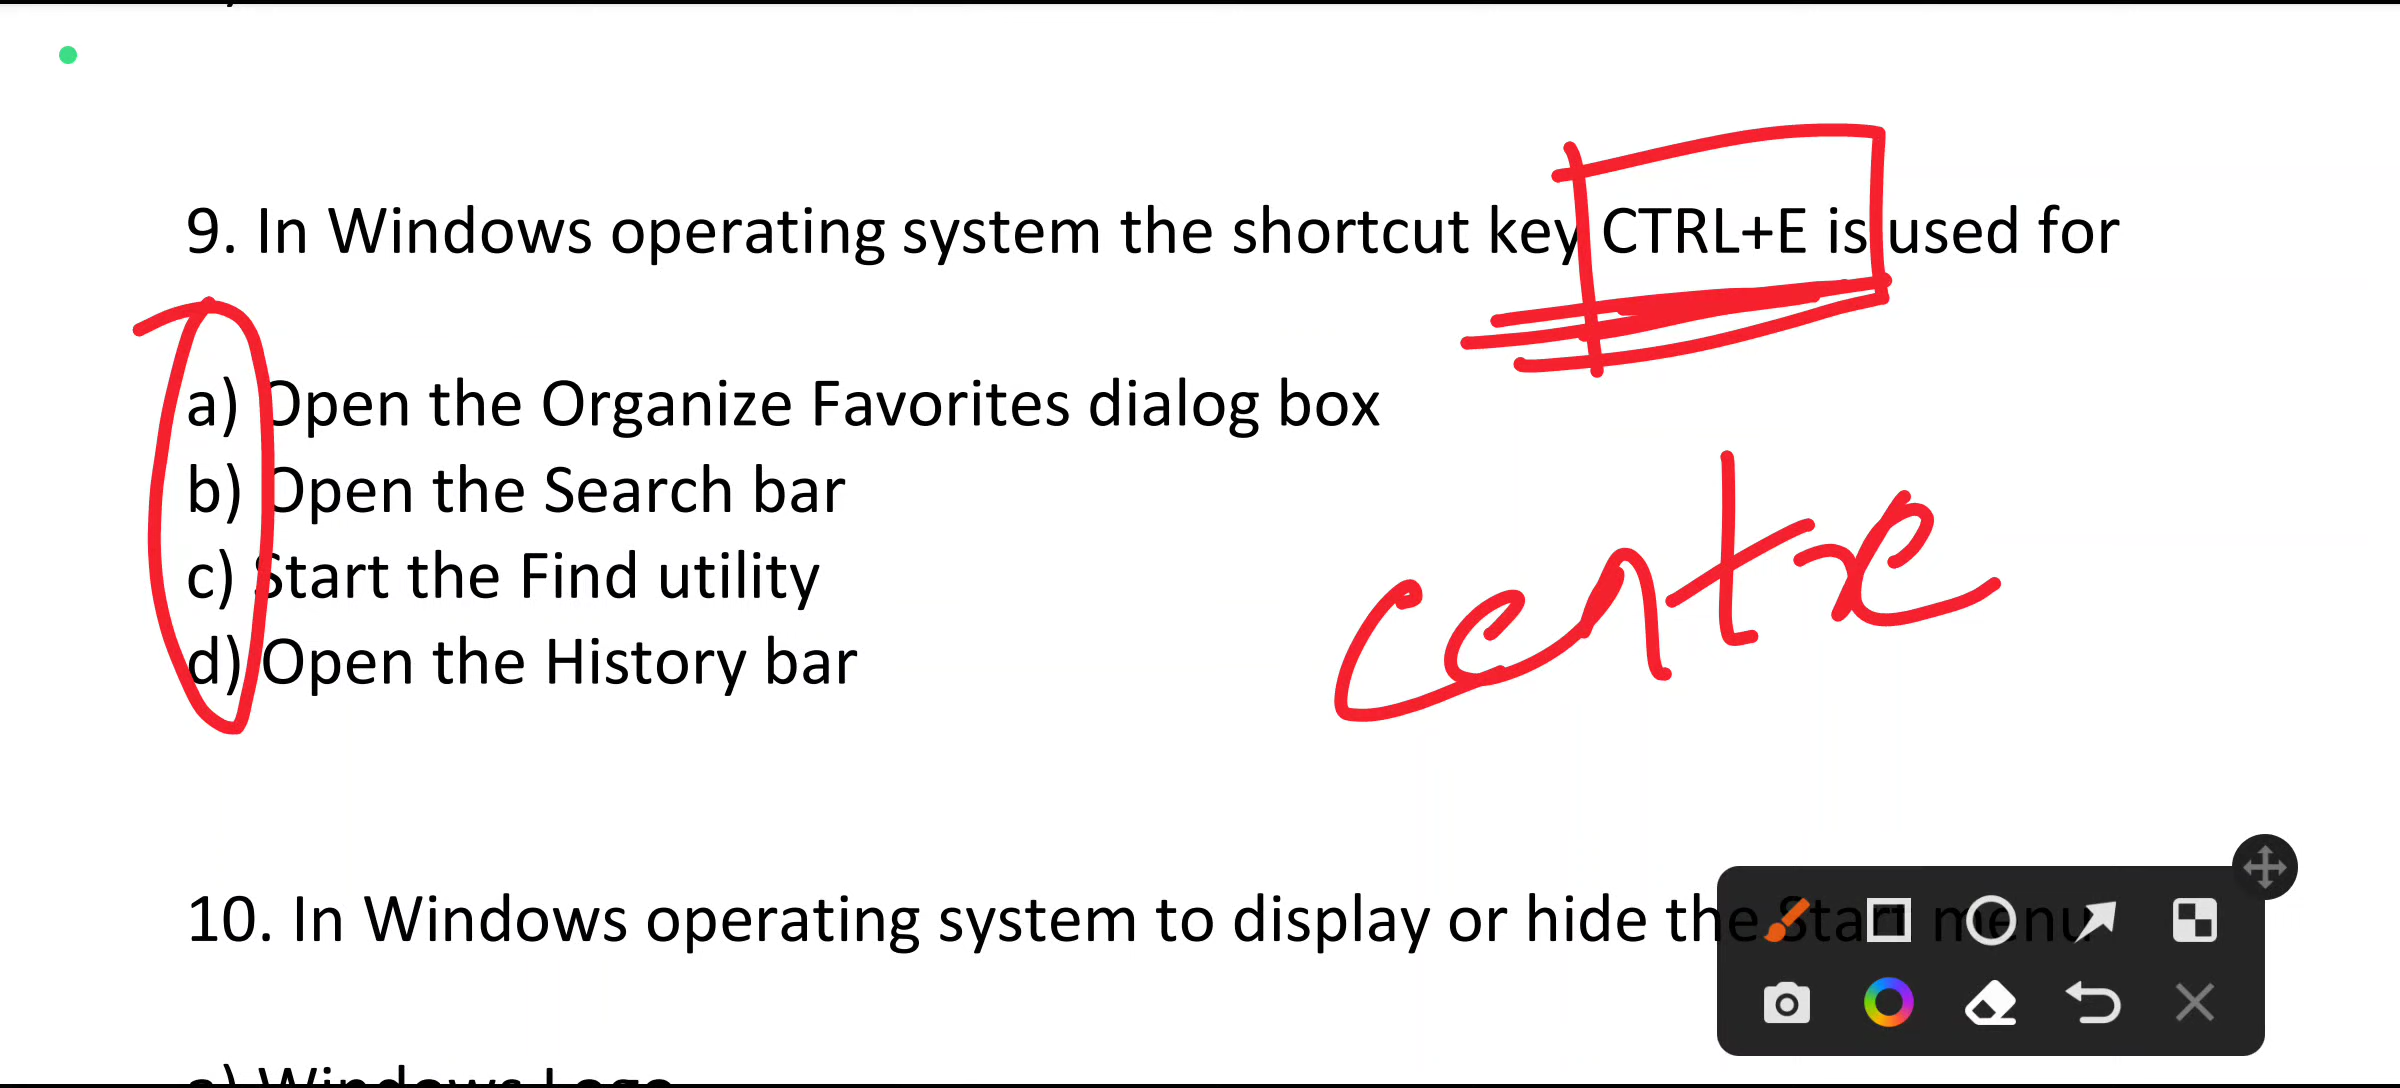 9. In Windows operating system the shortcut key CTRL+E is used for
a) Open the Organize Favorites dialog box
b) Open the Search bar
c) Start the Find utility
d) Open the History bar
centre
10. In Windows operating system to display or hide the Start menu
a) Windows Logo